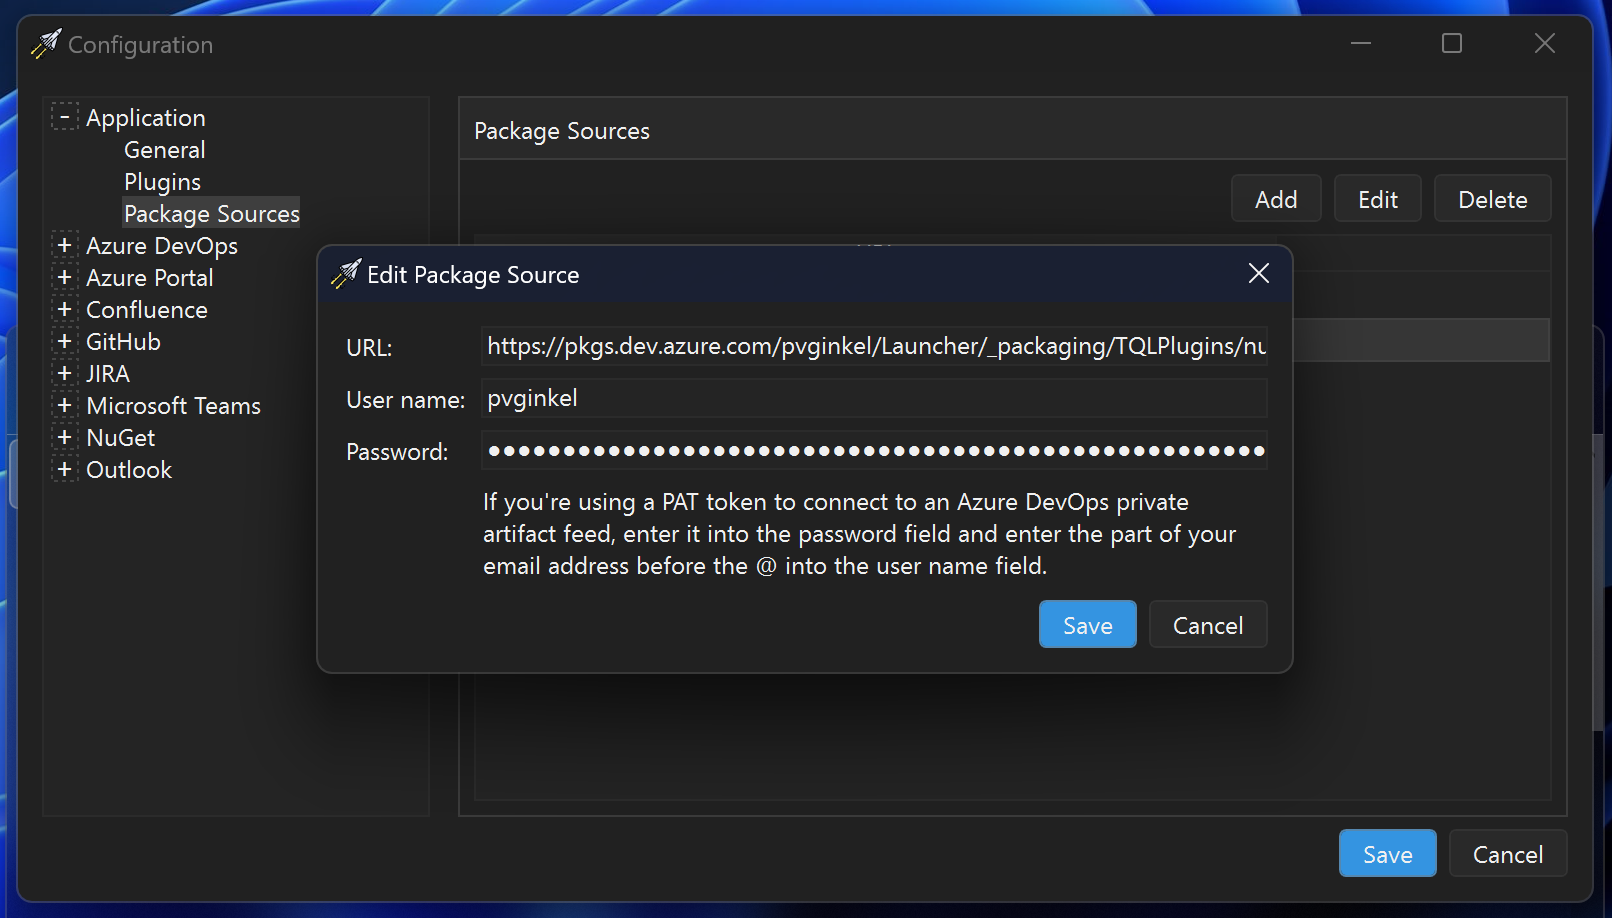 Configuration
- Application
General
Plugins
Package Sources
+ Azure DevOps
+ Azure Portal
+ Confluence
+ GitHub
+ JIRA
+ Microsoft Teams
+ NuGet
+ Outlook
Package Sources
Add Edit Delete
Edit Package Source
URL: https://pkgs.dev.azure.com/pvginkel/Launcher/_packaging/TQLPlugins/nu
User name: pvginkel
Password: ●●●●●●●●●●●●●●●●●●●●●●●●●●●●●●●●●●●●●●●●●●●●●●●●●●●●
If you're using a PAT token to connect to an Azure DevOps private
artifact feed, enter it into the password field and enter the part of your
email address before the @ into the user name field.
Save Cancel
Save Cancel